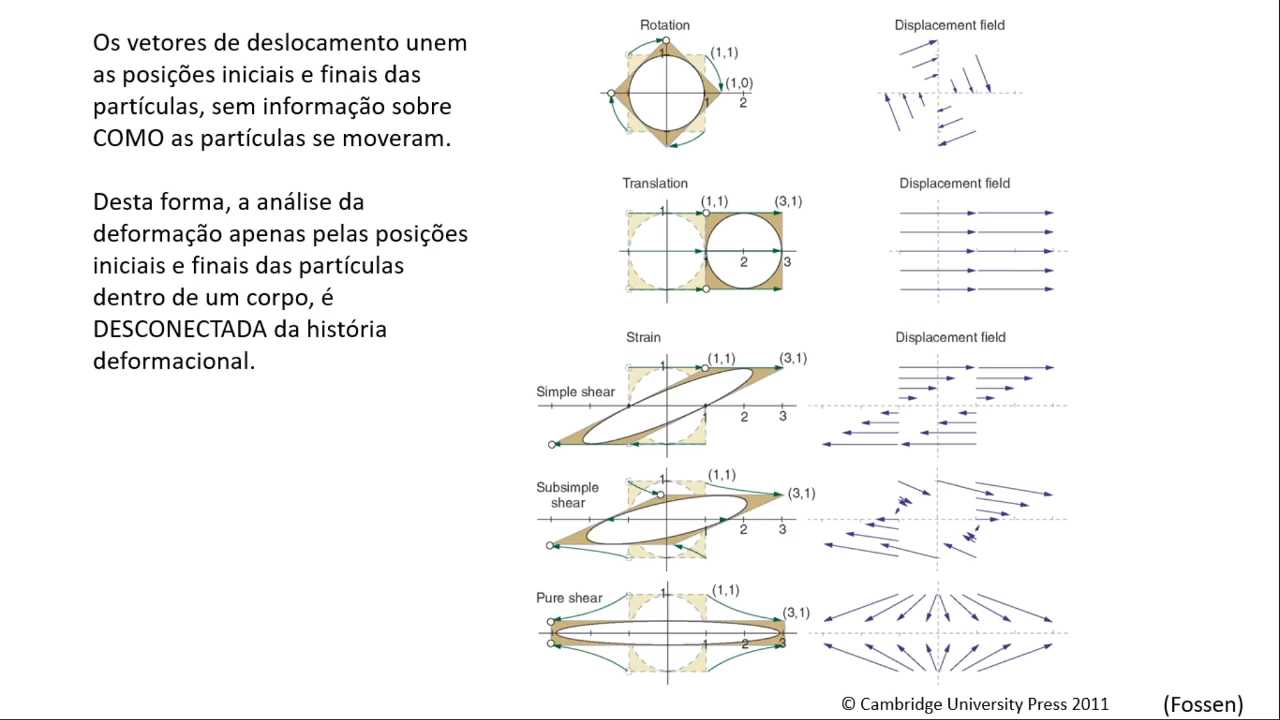 Os vetores de deslocamento unem
as posições iniciais e finais das
partículas, sem informação sobre
COMO as partículas se moveram.
Desta forma, a análise da
deformação apenas pelas posições
iniciais e finais das partículas
dentro de um corpo, é
DESCONECTADA da história
deformacional.
Rotation
Displacement field
1
(1,1)
(1,0)
1
2
Translation
Displacement field
1
(1,1)
(3,1)
2
3
Strain
Displacement field
Simple shear
1
(1,1)
(3,1)
1
2
3
Subsimple
shear
1
(1,1)
(3,1)
2
3
Pure shear
1
(1,1)
(3,1)
1
2
3
© Cambridge University Press 2011
(Fossen)